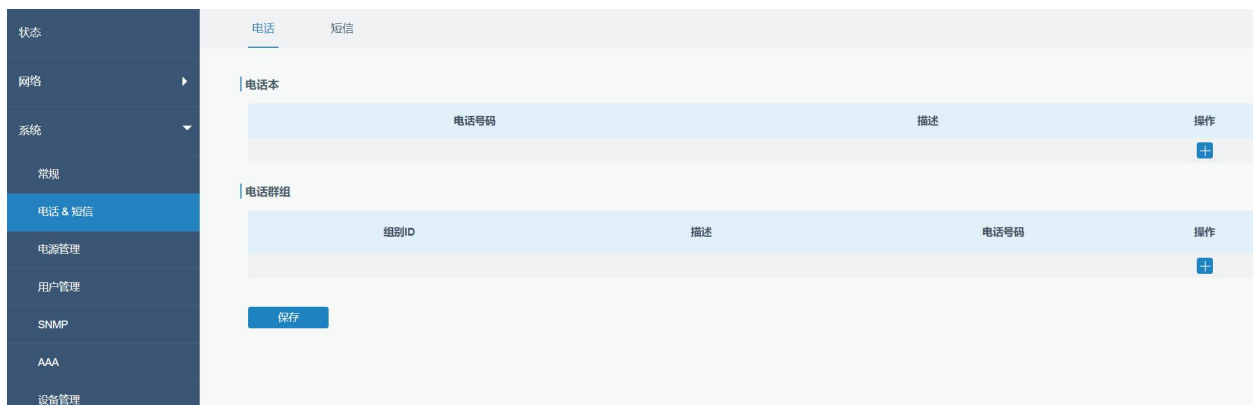 状态
网络
系统
常规
电话 & 短信
电源管理
用户管理
SNMP
AAA
设备管理
电话 短信
电话本
电话号码 描述 操作
电话群组
组别ID 描述 电话号码 操作
保存